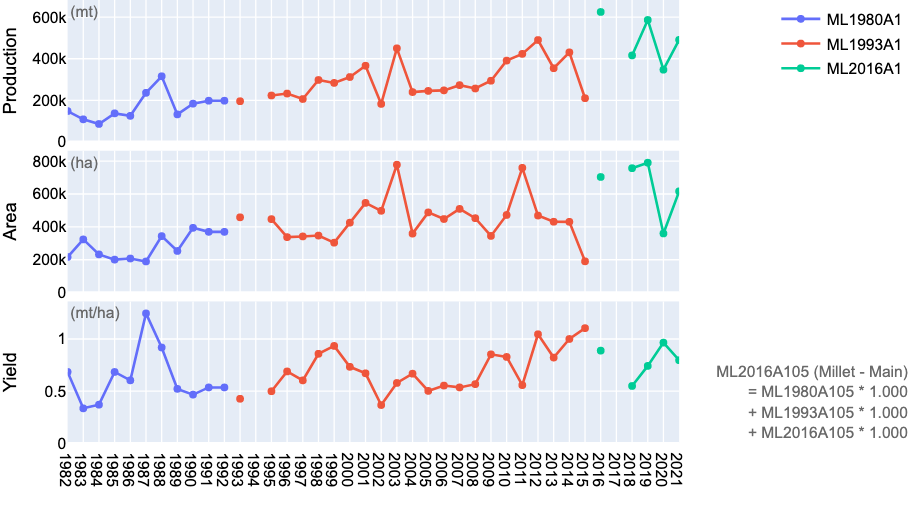 Production
(mt)
600k
400k
200k
0
ML1980A1
ML1993A1
ML2016A1
Area
(ha)
800k
600k
400k
200k
0
Yield
(mt/ha)
1
0.5
0
1982 1983 1984 1985 1986 1987 1988 1989 1990 1991 1992 1993 1994 1995 1996 1997 1998 1999 2000 2001 2002 2003 2004 2005 2006 2007 2008 2009 2010 2011 2012 2013 2014 2015 2016 2017 2018 2019 2020 2021
ML2016A105 (Millet - Main)
= ML1980A105 * 1.000
+ ML1993A105 * 1.000
+ ML2016A105 * 1.000